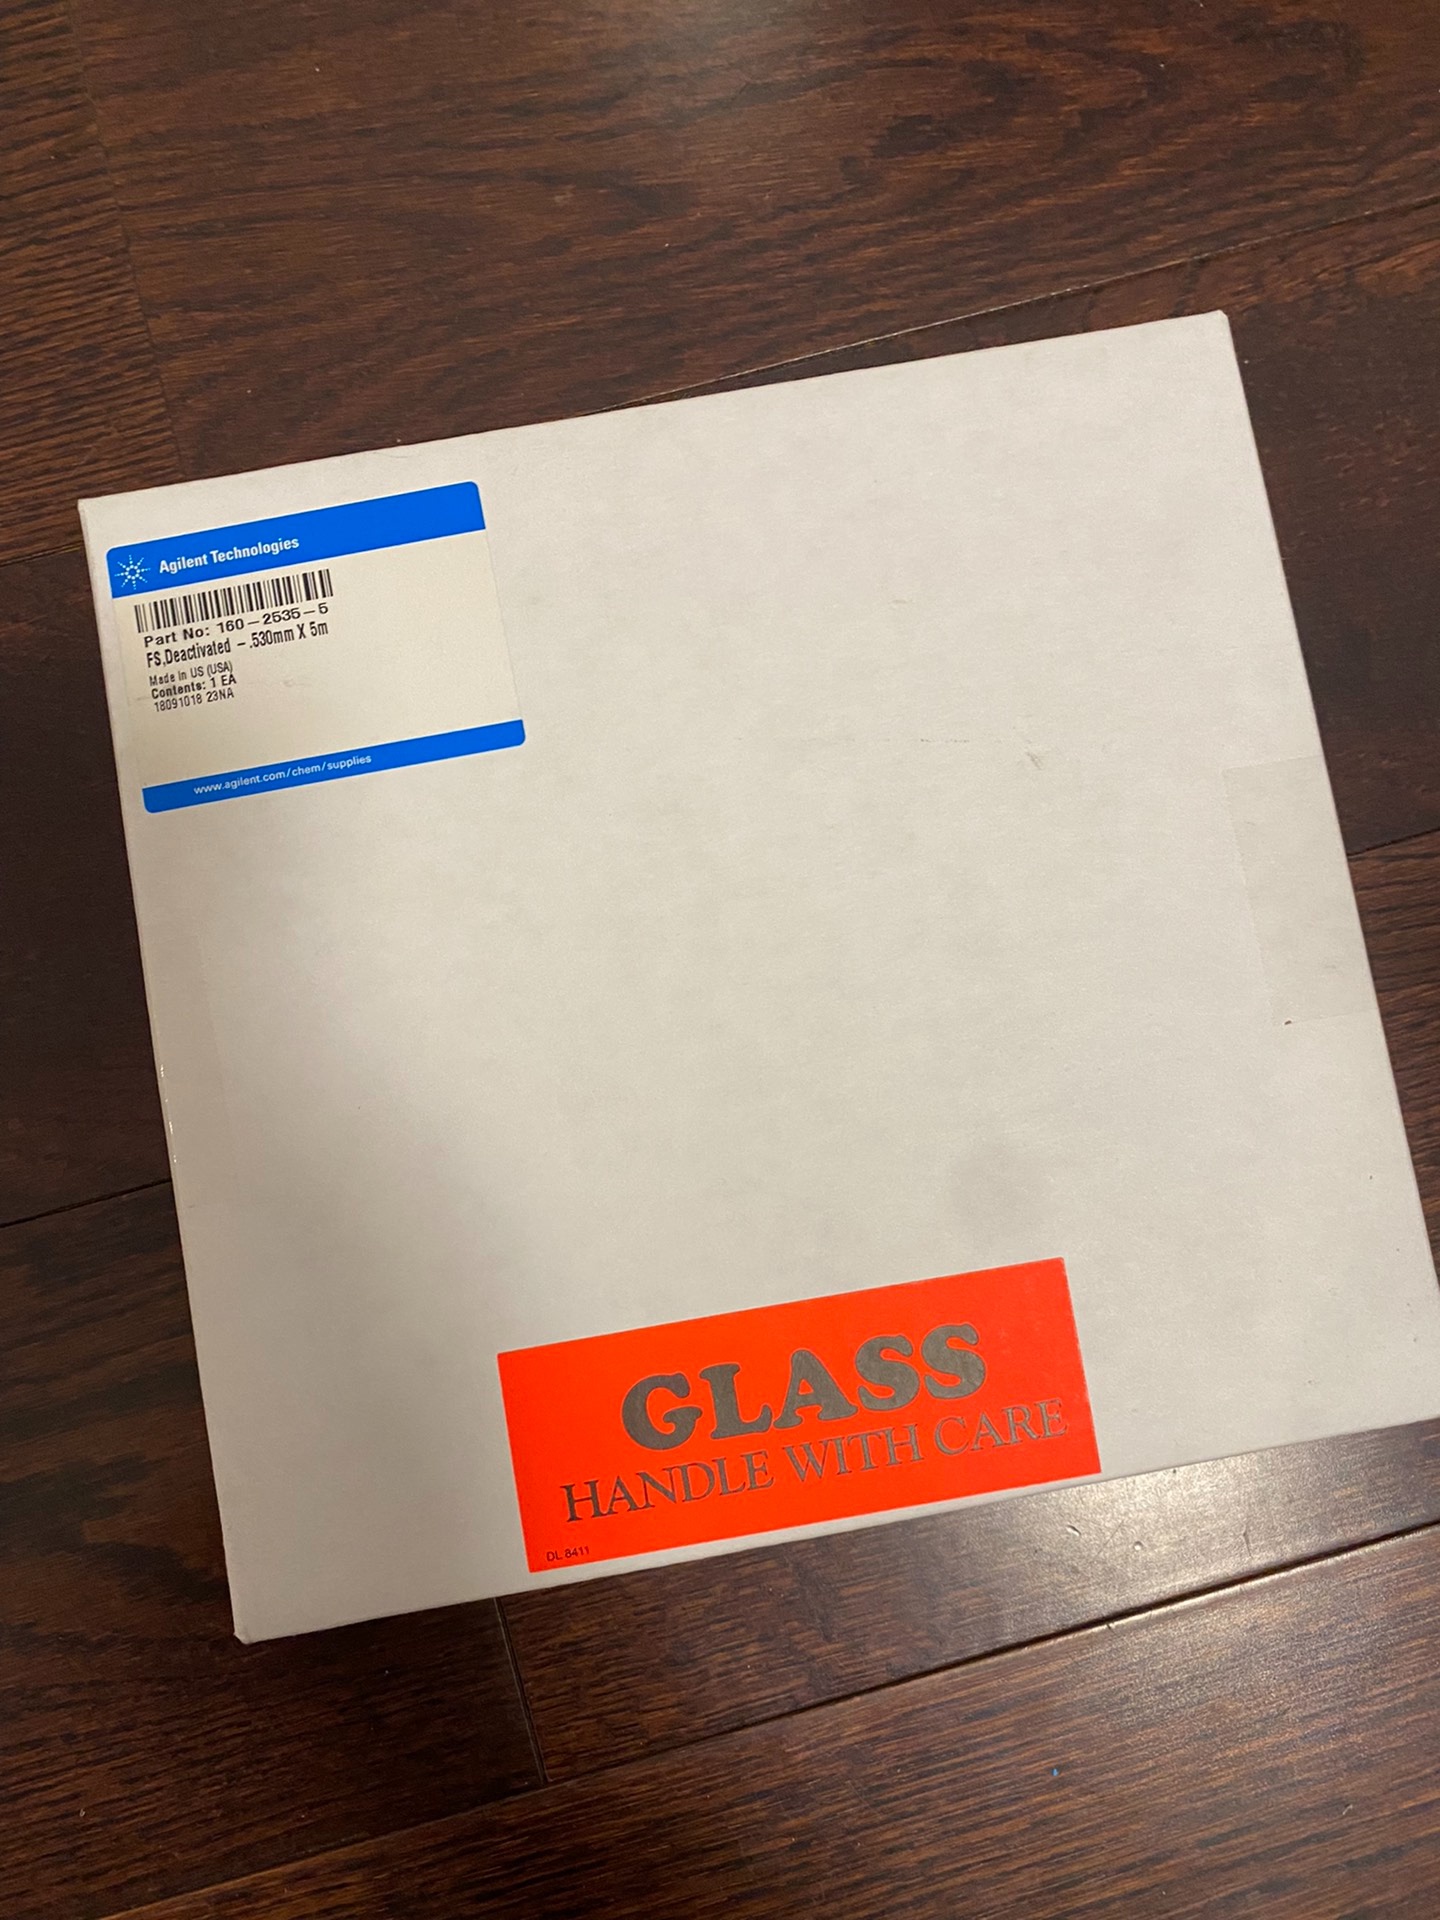 Agilent Technologies
Part No: 160-2535-5
FS,Deactivated - .530mm X 5m
Made in US (USA)
Contents: 1 EA
18091018 23NA
www.agilent.com/chem/supplies
GLASS
HANDLE WITH CARE
DL 8411